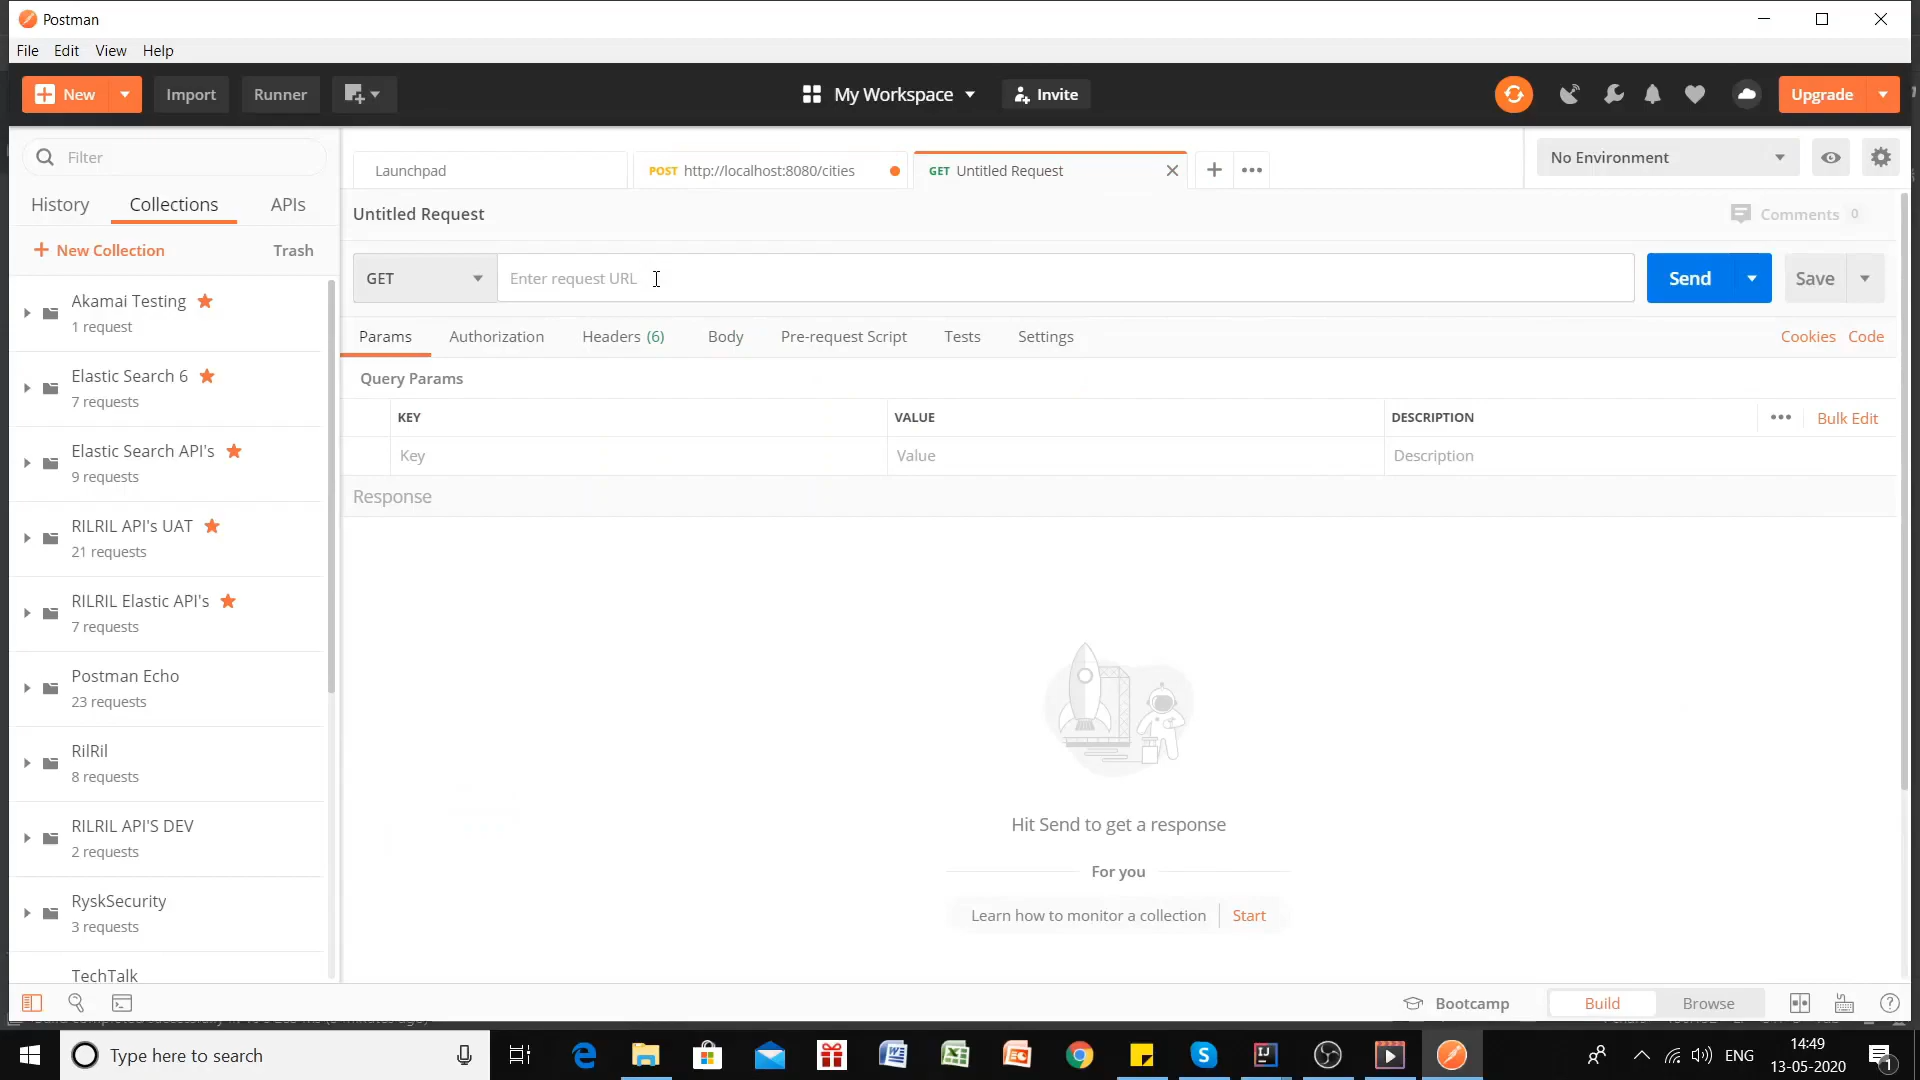 Postman
File Edit View Help
New Import Runner My Workspace Invite Upgrade
Filter
History Collections APIs
New Collection Trash
Akamai Testing
1 request
Elastic Search 6
7 requests
Elastic Search API's
9 requests
RILRIL API's UAT
21 requests
RILRIL Elastic API's
7 requests
Postman Echo
23 requests
RilRil
8 requests
RILRIL API'S DEV
2 requests
RyskSecurity
3 requests
TechTalk
Launchpad POST http://localhost:8080/cities GET Untitled Request No Environment
Untitled Request Comments 0
GET Enter request URL Send Save
Params Authorization Headers (6) Body Pre-request Script Tests Settings Cookies Code
Query Params
KEY VALUE DESCRIPTION Bulk Edit
Key Value Description
Response
Hit Send to get a response
For you
Learn how to monitor a collection Start
Bootcamp Build Browse
Type here to search
ENG
14:49
13-05-2020
1